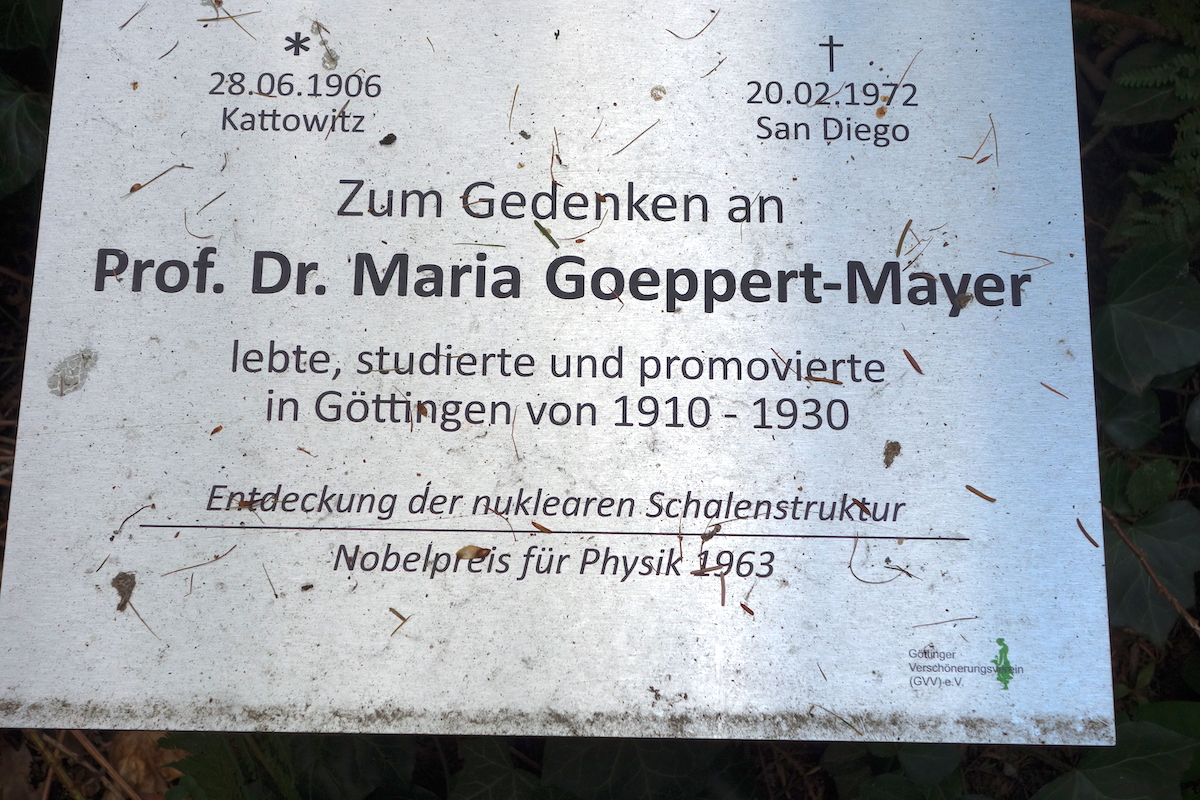 * †
28.06.1906 20.02.1972
Kattowitz San Diego
Zum Gedenken an
Prof. Dr. Maria Goeppert-Mayer
lebte, studierte und promovierte
in Göttingen von 1910 - 1930
Entdeckung der nuklearen Schalenstruktur
Nobelpreis für Physik 1963
Göttinger
Verschönerungsverein
(GVV) e.V.